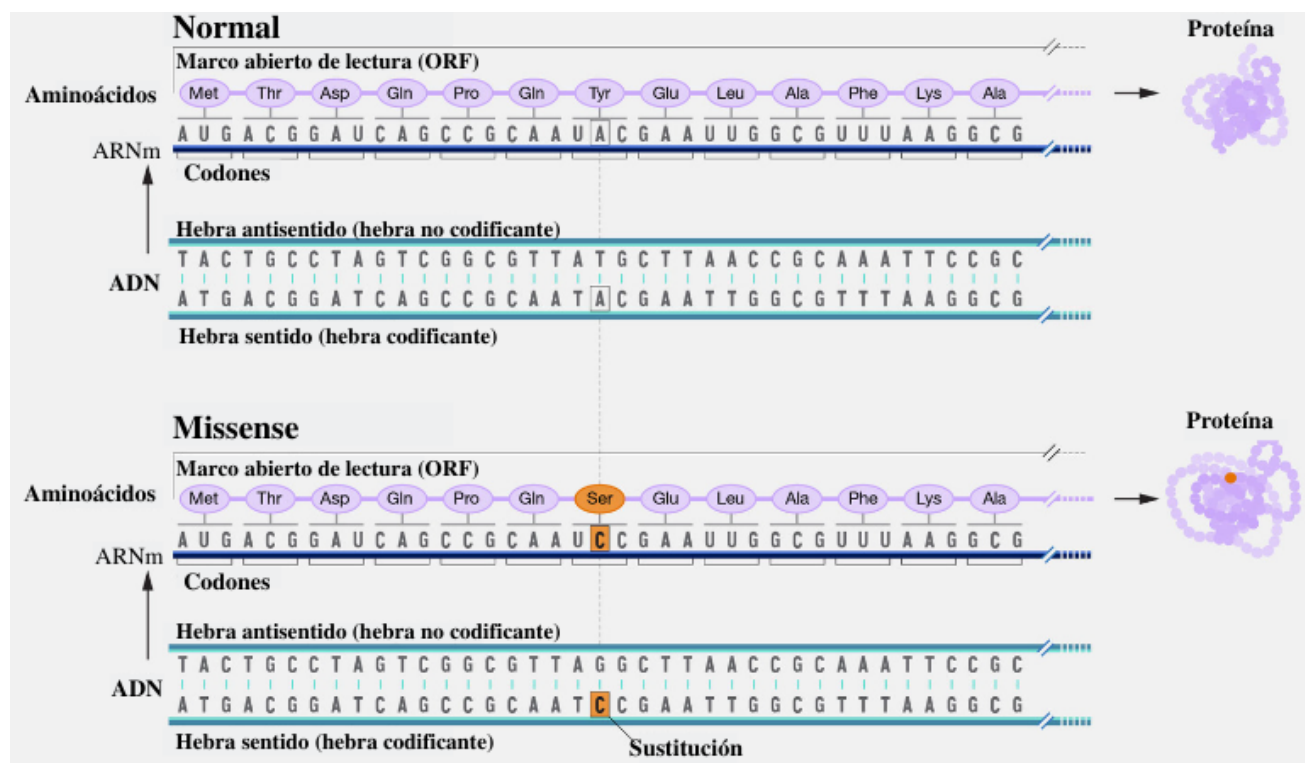 Normal
Proteína
Marco abierto de lectura (ORF)
Aminoácidos
Met Thr Asp Gln Pro Gln Tyr Glu Leu Ala Phe Lys Ala
A U G A C G G A U C A G C C G C A A U A C G A A U U G G C G U U U A A G G C G
ARNm
Codones
Hebra antisentido (hebra no codificante)
T A C T G C C T A G T C G G C G T T A T G C T T A A C C G C A A A T T C C G C
ADN
A T G A C G G A T C A G C C G C A A T A C G A A T T G G C G T T T A A G G C G
Hebra sentido (hebra codificante)
Missense
Proteína
Marco abierto de lectura (ORF)
Aminoácidos
Met Thr Asp Gln Pro Gln Ser Glu Leu Ala Phe Lys Ala
A U G A C G G A U C A G C C G C A A U C C G A A U U G G C G U U U A A G G C G
ARNm
Codones
Hebra antisentido (hebra no codificante)
T A C T G C C T A G T C G G C G T T A G G C T T A A C C G C A A A T T C C G C
ADN
A T G A C G G A T C A G C C G C A A T C C G A A T T G G C G T T T A A G G C G
Hebra sentido (hebra codificante)
Sustitución